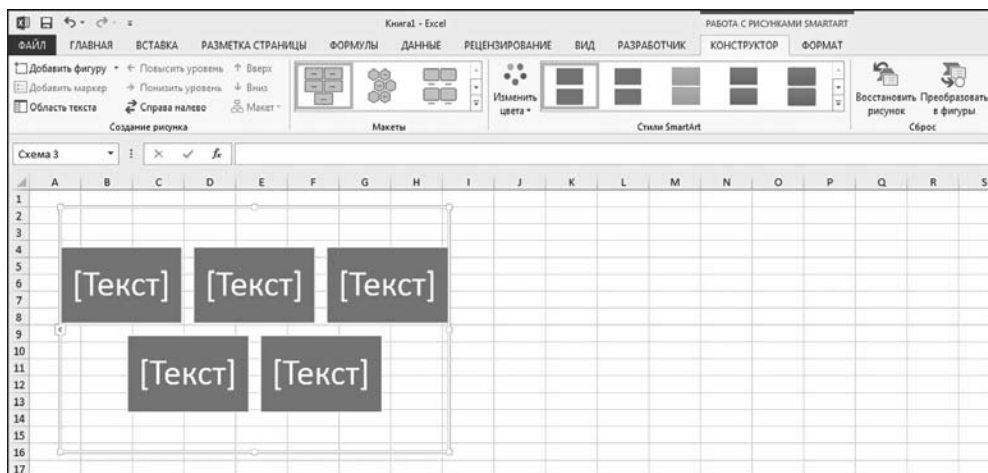 Книга1 - Excel
РАБОТА С РИСУНКАМИ SMARTART
ФАЙЛ ГЛАВНАЯ ВСТАВКА РАЗМЕТКА СТРАНИЦЫ ФОРМУЛЫ ДАННЫЕ РЕЦЕНЗИРОВАНИЕ ВИД РАЗРАБОТЧИК КОНСТРУКТОР ФОРМАТ
Добавить фигуру Повысить уровень Вверх
Добавить маркер Понизить уровень Вниз
Область текста Справа налево Макет
Создание рисунка
Макеты
Изменить
цвета
Стили SmartArt
Восстановить
рисунок
Преобразовать
в фигуры
Сброс
Схема 3
fx
A B C D E F G H I J K L M N O P Q R S
1
2
3
4
5
6
7
8
9
10
11
12
13
14
15
16
17
[Текст] [Текст] [Текст]
[Текст] [Текст]